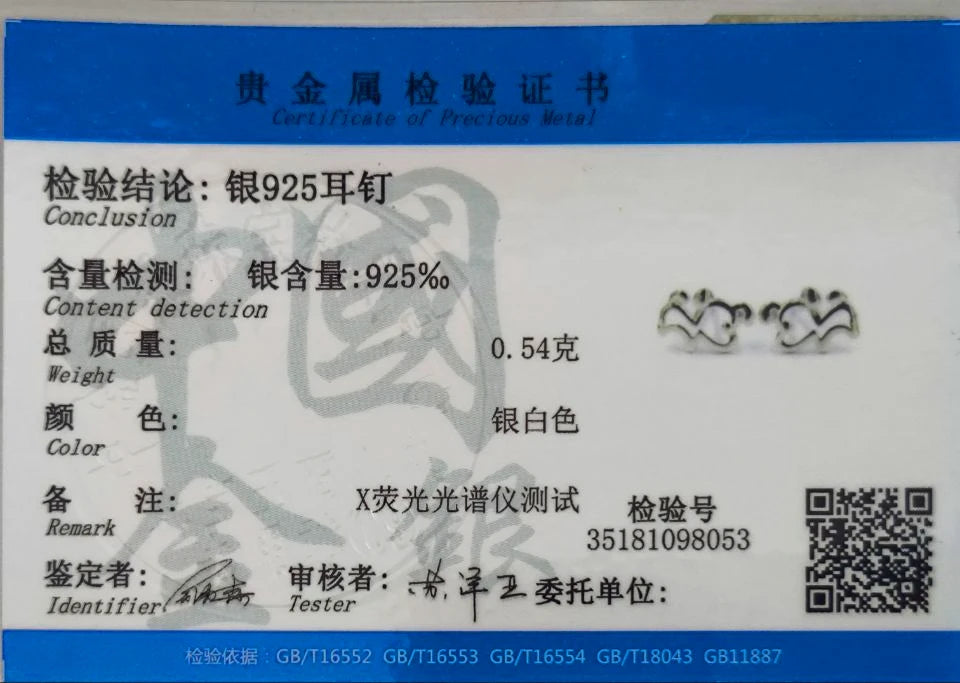 贵金属检验证书
Certificate of Precious Metal
检验结论: 银925耳钉
Conclusion
含量检测: 银含量:925‰
Content detection
总质量: 0.54克
Weight
颜色: 银白色
Color
备注: X荧光光谱仪测试
Remark
检验号
35181098053
鉴定者: 审核者: 委托单位:
Identifier Tester
检验依据: GB/T16552 GB/T16553 GB/T16554 GB/T18043 GB11887
中國
金銀